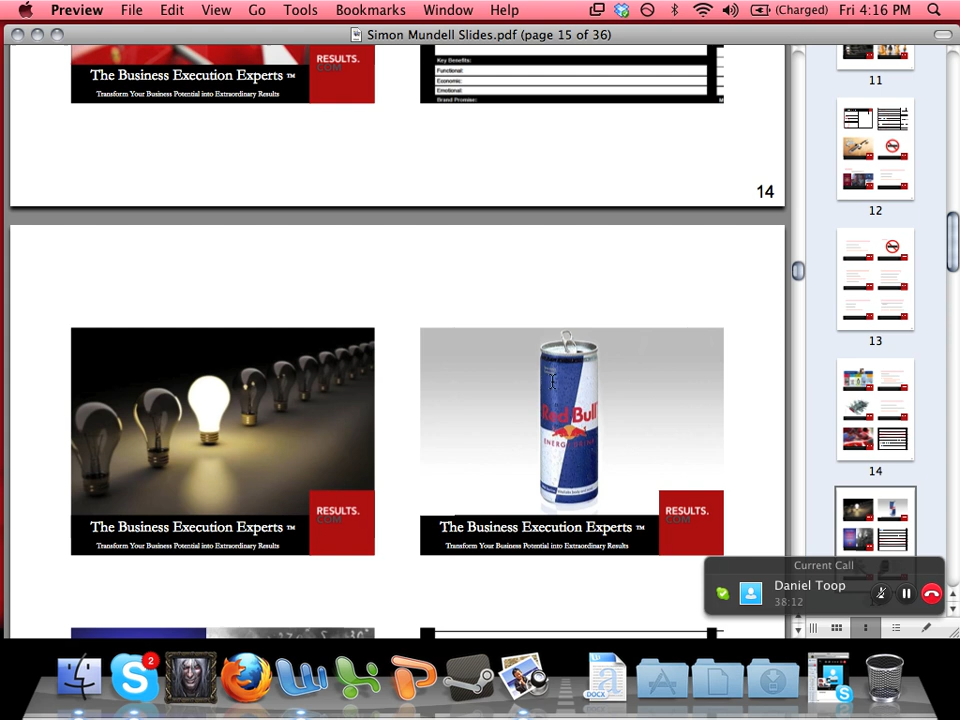 Preview File Edit View Go Tools Bookmarks Window Help (Charged) Fri 4:16 PM
Simon Mundell Slides.pdf (page 15 of 36)
The Business Execution Experts ™
Transform Your Business Potential into Extraordinary Results
RESULTS.
COM
Key Benefits:
Functional:
Economic:
Emotional:
Brand Promise:
14
The Business Execution Experts ™
Transform Your Business Potential into Extraordinary Results
RESULTS.
COM
Red Bull
ENERGY DRINK
The Business Execution Experts ™
Transform Your Business Potential into Extraordinary Results
RESULTS.
COM
11
12
13
14
Current Call
Daniel Toop
38:12
2
DOCX